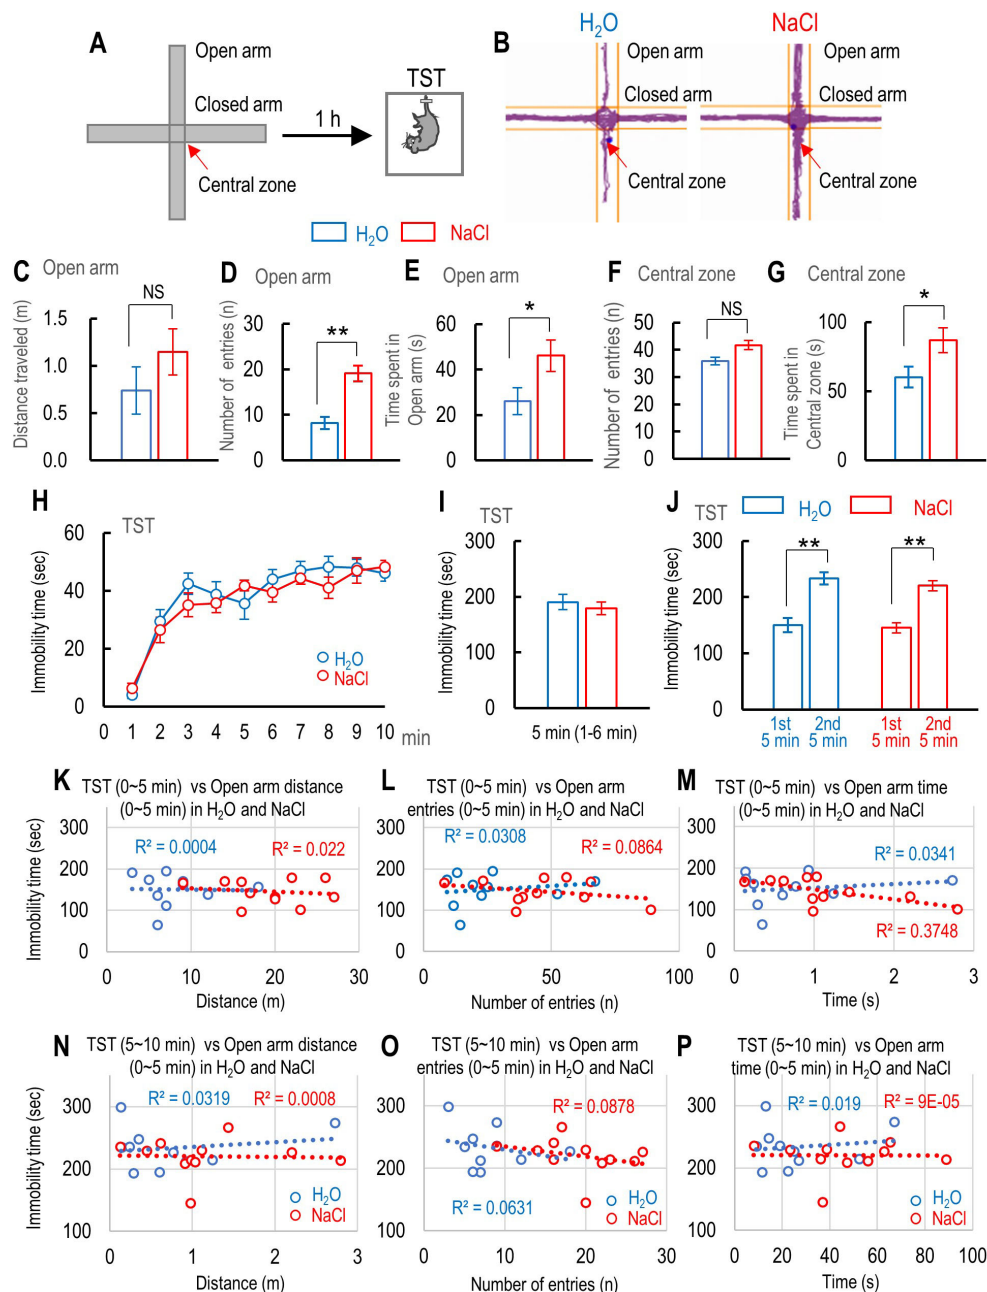 A
Open arm
Closed arm
Central zone
1 h
TST
B
H₂O
NaCl
Open arm
Open arm
Closed arm
Closed arm
Central zone
Central zone
H₂O
NaCl
C
Open arm
Distance traveled (m)
NS
1.5
1.0
0.5
0.0
D
Open arm
Number of entries (n)
**
30
20
10
0
E
Open arm
Time spent in
Open arm (s)
*
60
40
20
0
F
Central zone
Number of entries (n)
NS
50
40
30
20
10
0
G
Central zone
Time spent in
Central zone (s)
*
100
50
0
H
TST
Immobility time (sec)
60
40
20
0
H₂O
NaCl
1 2 3 4 5 6 7 8 9 10 min
I
TST
Immobility time (sec)
300
200
100
0
5 min (1-6 min)
J
TST
H₂O
NaCl
Immobility time (sec)
** **
300
200
100
0
1st 2nd 1st 2nd
5 min 5 min 5 min 5 min
K
TST (0~5 min) vs Open arm distance
(0~5 min) in H₂O and NaCl
Immobility time (sec)
300
200
100
0
R² = 0.0004
R² = 0.022
0 10 20 30
Distance (m)
L
TST (0~5 min) vs Open arm
entries (0~5 min) in H₂O and NaCl
300
200
100
0
R² = 0.0308
R² = 0.0864
0 50 100
Number of entries (n)
M
TST (0~5 min) vs Open arm time
(0~5 min) in H₂O and NaCl
300
200
100
0
R² = 0.0341
R² = 0.3748
0 1 2 3
Time (s)
N
TST (5~10 min) vs Open arm distance
(0~5 min) in H₂O and NaCl
Immobility time (sec)
300
200
100
R² = 0.0319
R² = 0.0008
H₂O
NaCl
0 1 2 3
Distance (m)
O
TST (5~10 min) vs Open arm
entries (0~5 min) in H₂O and NaCl
300
200
100
R² = 0.0878
R² = 0.0631
0 10 20 30
Number of entries (n)
P
TST (5~10 min) vs Open arm
time (0~5 min) in H₂O and NaCl
300
200
100
R² = 0.019
R² = 9E-05
H₂O
NaCl
0 20 40 60 80 100
Time (s)